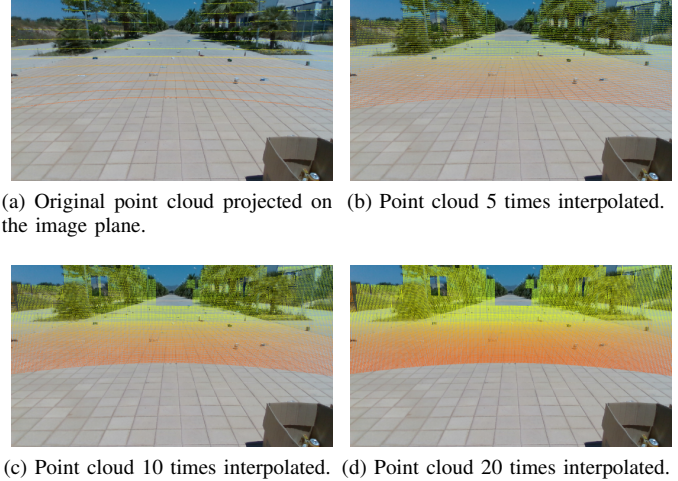 (a) Original point cloud projected on
the image plane.
(b) Point cloud 5 times interpolated.
(c) Point cloud 10 times interpolated.
(d) Point cloud 20 times interpolated.